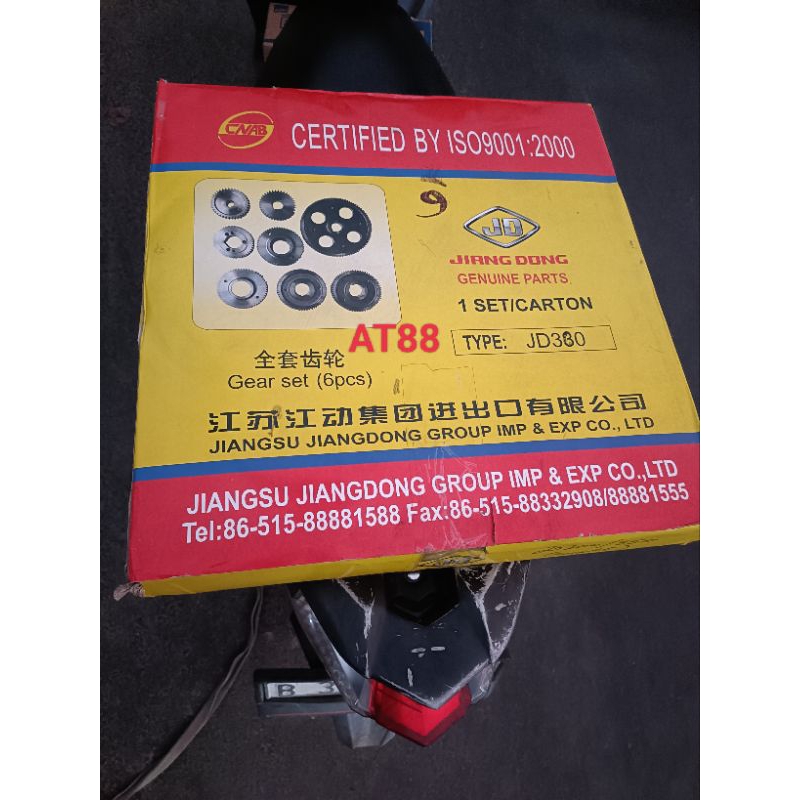 CNAB
CERTIFIED BY ISO9001:2000
9
JD
JIANG DONG
GENUINE PARTS
1 SET/CARTON
AT88
TYPE: JD380
全套齿轮
Gear set (6pcs)
江苏江动集团进出口有限公司
JIANGSU JIANGDONG GROUP IMP & EXP CO., LTD
JIANGSU JIANGDONG GROUP IMP & EXP CO.,LTD
Tel:86-515-88881588 Fax:86-515-88332908/88881555
B 3